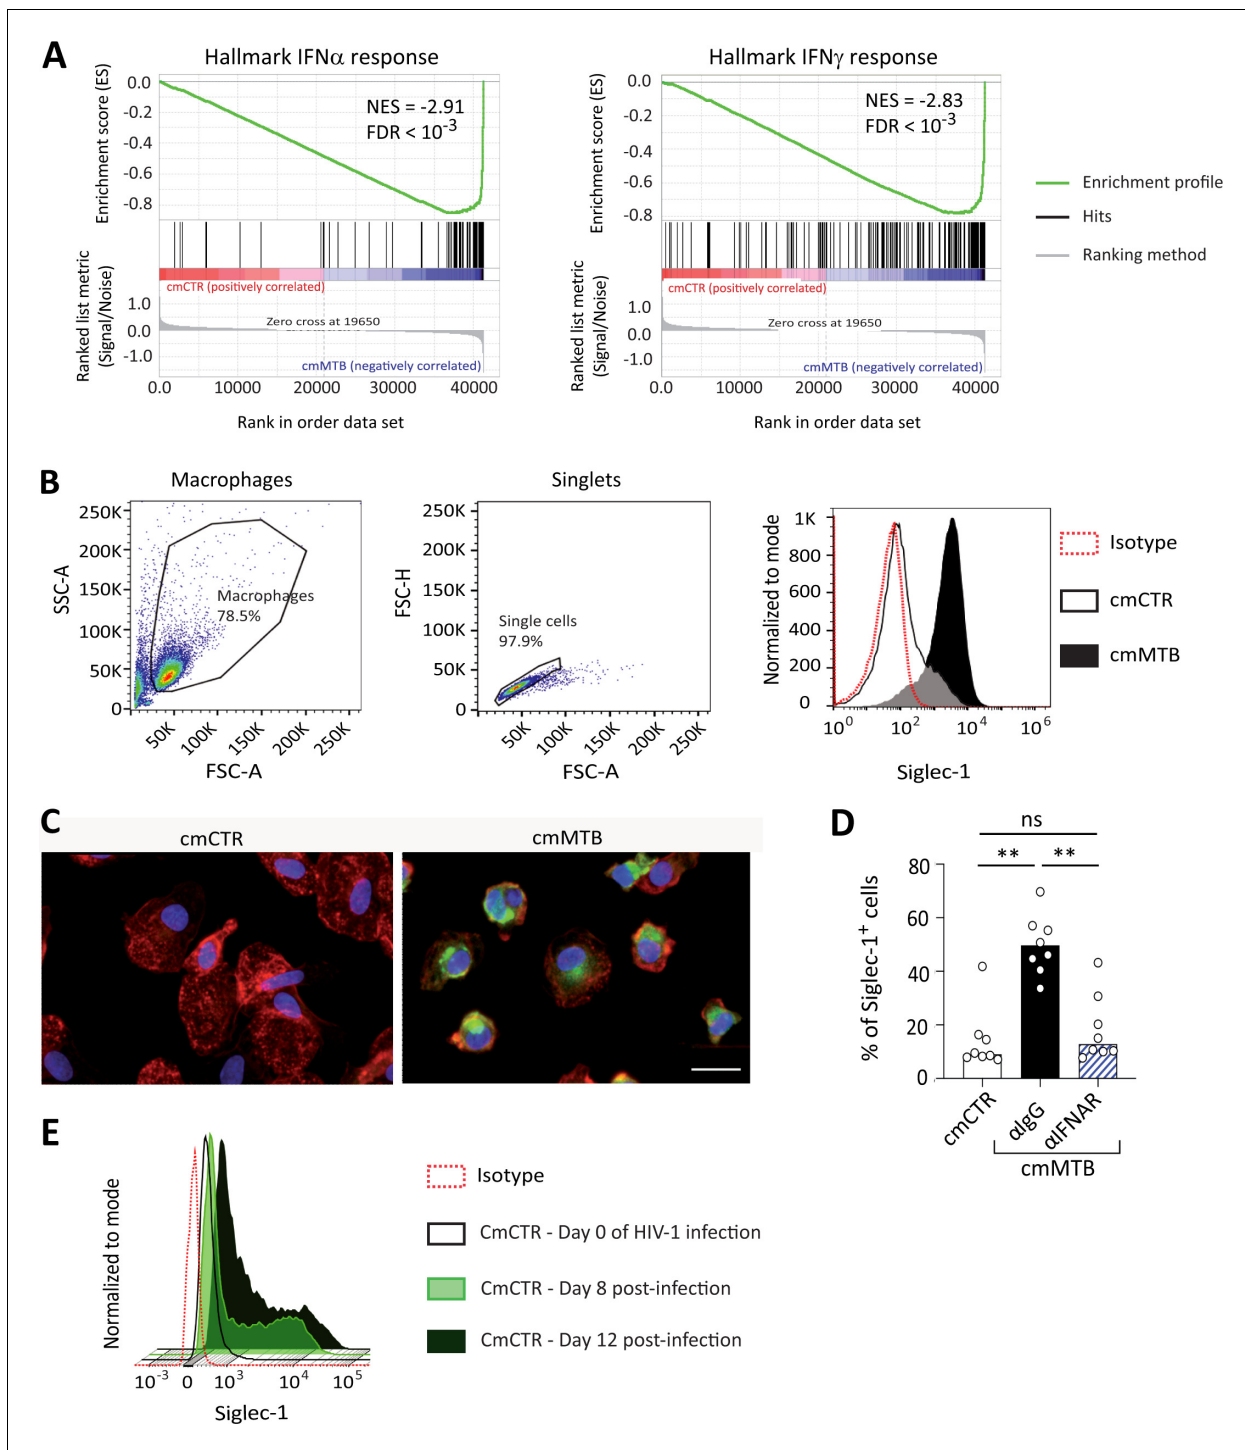 A
Hallmark IFNα response
Enrichment score (ES)
0.0
-0.2
-0.4
-0.6
-0.8
NES = -2.91
FDR < 10-3
Ranked list metric
(Signal/Noise)
1.0
0.0
-1.0
cmCTR (positively correlated)
Zero cross at 19650
cmMTB (negatively correlated)
0.0 10000 20000 30000 40000
Rank in order data set
Hallmark IFNγ response
Enrichment score (ES)
0.0
-0.2
-0.4
-0.6
-0.8
NES = -2.83
FDR < 10-3
Ranked list metric
(Signal/Noise)
1.0
0.0
-1.0
cmCTR (positively correlated)
Zero cross at 19650
cmMTB (negatively correlated)
0.0 10000 20000 30000 40000
Rank in order data set
Enrichment profile
Hits
Ranking method
B
Macrophages
SSC-A
250K
200K
150K
100K
50K
0
Macrophages
78.5%
50K 100K 150K 200K 250K
FSC-A
Singlets
FSC-H
250K
200K
150K
100K
50K
0
Single cells
97.9%
50K 100K 150K 200K 250K
FSC-A
Normalized to mode
1K
800
600
400
200
0
10^0 10^2 10^4 10^6
Siglec-1
Isotype
cmCTR
cmMTB
C
cmCTR
cmMTB
D
ns
** **
% of Siglec-1+ cells
80
60
40
20
0
cmCTR αIgG αIFNAR
cmMTB
E
Normalized to mode
10^-3 0 10^3 10^4 10^5
Siglec-1
Isotype
CmCTR - Day 0 of HIV-1 infection
CmCTR - Day 8 post-infection
CmCTR - Day 12 post-infection